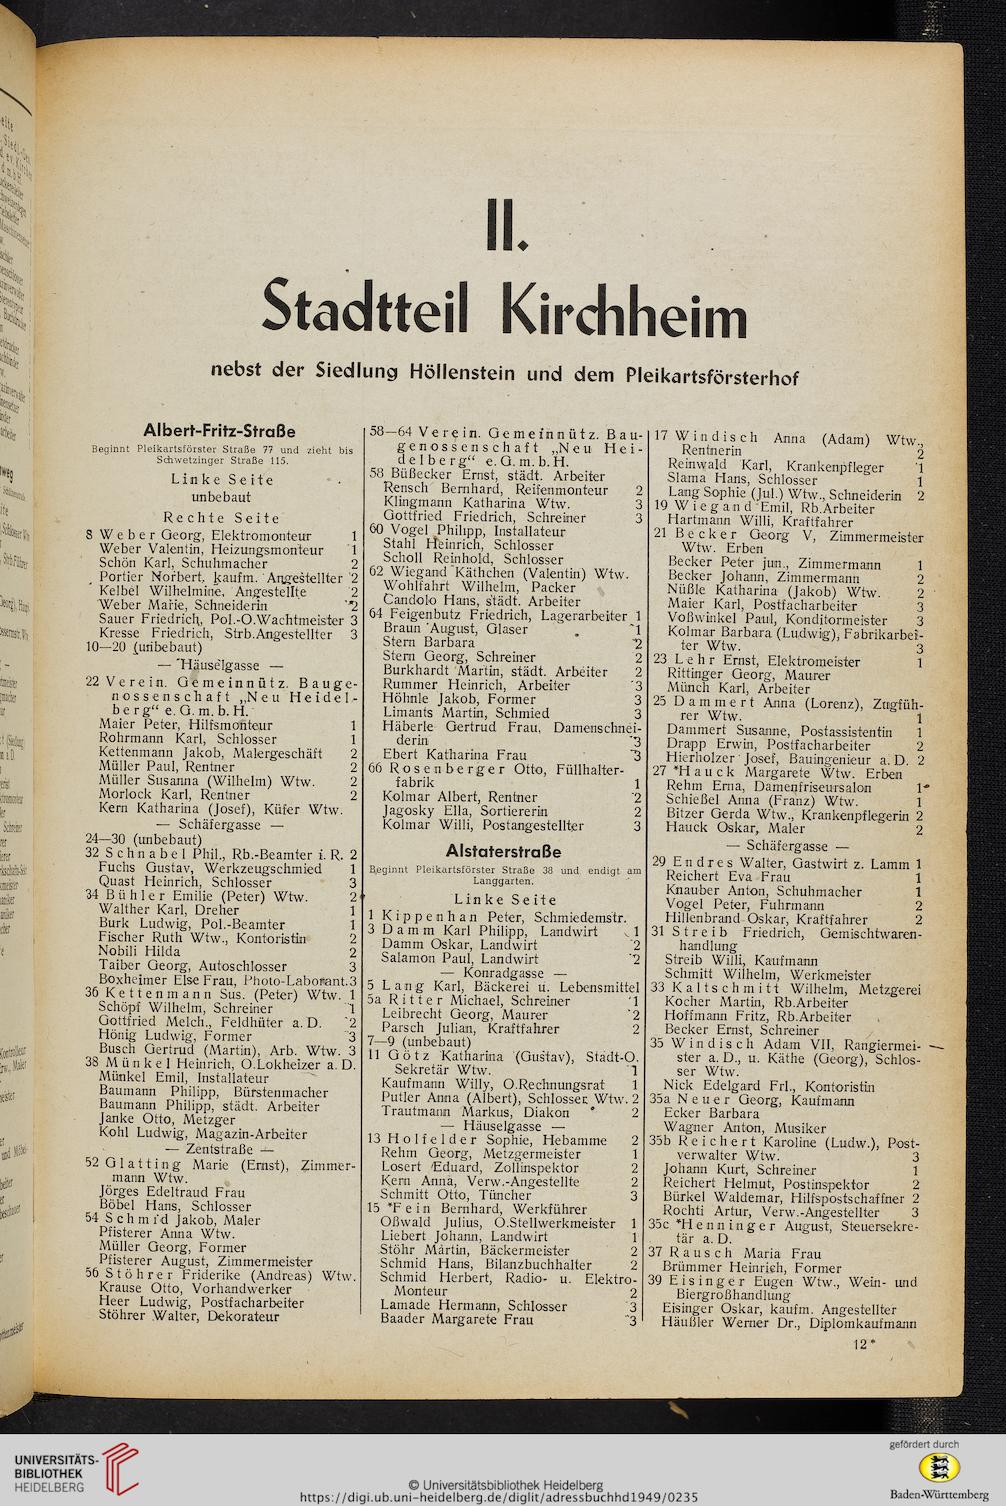 II.
Stadtteil Kirchheim
nebst der Siedlung Höllenstein und dem Pleikartsförsterhof
Albert-Fritz-Straße
Beginnt Pleikartsförster Straße 77 und zieht bis
Schwetzinger Straße 115.
Linke Seite
unbebaut
Rechte Seite
8 Weber Georg, Elektromonteur 1
Weber Valentin, Heizungsmonteur 1
Schön Karl, Schuhmacher 2
Portier Norbert, kaufm. Angestellter 2
Kelbel Wilhelmine, Angestellte 2
Weber Marie, Schneiderin 2
Sauer Friedrich, Pol.-O.Wachtmeister 3
Kresse Friedrich, Strb.Angestellter 3
10—20 (unbebaut)
— Häuselgasse —
22 Verein. Gemeinnütz. Bauge-
nossenschaft „Neu Heidel-
berg“ e. G. m. b. H.
Maier Peter, Hilfsmonteur 1
Rohrmann Karl, Schlosser 1
Kettenmann Jakob, Malergeschäft 2
Müller Paul, Rentner 2
Müller Susanna (Wilhelm) Wtw. 2
Morlock Karl, Rentner 2
Kern Katharina (Josef), Küfer Wtw.
— Schäfergasse —
24—30 (unbebaut)
32 Schnabel Phil., Rb.-Beamter i. R. 2
Fuchs Gustav, Werkzeugschmied 1
Quast Heinrich, Schlosser 3
34 Bühler Emilie (Peter) Wtw. 2
Walther Karl, Dreher 1
Burk Ludwig, Pol.-Beamter 1
Fischer Ruth Wtw., Kontoristin 2
Nobili Hilda 2
Taiber Georg, Autoschlosser 3
Boxheimer Else Frau, Photo-Laborant. 3
36 Kettenmann Sus. (Peter) Wtw. 1
Schöpf Wilhelm, Schreiner 1
Gottfried Melch., Feldhüter a. D. 2
Hönig Ludwig, Former 3
Busch Gertrud (Martin), Arb. Wtw. 3
38 Münkel Heinrich, O.Lokheizer a. D.
Münkel Emil, Installateur
Baumann Philipp, Bürstenmacher
Baumann Philipp, städt. Arbeiter
Janke Otto, Metzger
Kohl Ludwig, Magazin-Arbeiter
— Zentstraße —
52 Glatting Marie (Ernst), Zimmer-
mann Wtw.
Jörges Edeltraud Frau
Böbel Hans, Schlosser
54 Schmid Jakob, Maler
Pfisterer Anna Wtw.
Müller Georg, Former
Pfisterer August, Zimmermeister
56 Stöhrer Friderike (Andreas) Wtw.
Krause Otto, Vorhandwerker
Heer Ludwig, Postfacharbeiter
Stöhrer Walter, Dekorateur
58—64 Verein. Gemeinnütz. Bau-
genossenschaft „Neu Hei-
delberg“ e. G. m. b. H.
58 Büßecker Ernst, städt. Arbeiter
Rensch Bernhard, Reifenmonteur 2
Klingmann Katharina Wtw. 3
Gottfried Friedrich, Schreiner 3
60 Vogel Philipp, Installateur
Stahl Heinrich, Schlosser
Scholl Reinhold, Schlosser
62 Wiegand Käthchen (Valentin) Wtw.
Wohlfahrt Wilhelm, Packer
Candolo Hans, städt. Arbeiter
64 Feigenbutz Friedrich, Lagerarbeiter 1
Braun August, Glaser 1
Stern Barbara 2
Stern Georg, Schreiner 2
Burkhardt Martin, städt. Arbeiter 2
Rummer Heinrich, Arbeiter 3
Höhnle Jakob, Former 3
Limants Martin, Schmied 3
Häberle Gertrud Frau, Damenschnei-
derin 3
Ebert Katharina Frau 3
66 Rosenberger Otto, Füllhalter-
fabrik 1
Kolmar Albert, Rentner 2
Jagosky Ella, Sortiererin 2
Kolmar Willi, Postangestellter 3
Alstaterstraße
Beginnt Pleikartsförster Straße 38 und endigt am
Langgarten.
Linke Seite
1 Kippenhan Peter, Schmiedemstr.
3 Damm Karl Philipp, Landwirt 1
Damm Oskar, Landwirt 2
Salamon Paul, Landwirt 2
— Konradgasse —
5 Lang Karl, Bäckerei u. Lebensmittel
5a Ritter Michael, Schreiner 1
Leibrecht Georg, Maurer 2
Parsch Julian, Kraftfahrer 2
7—9 (unbebaut)
11 Götz Katharina (Gustav), Stadt-O.
Sekretär Wtw. 1
Kaufmann Willy, O.Rechnungsrat 1
Putler Anna (Albert), Schlosser Wtw. 2
Trautmann Markus, Diakon 2
— Häuselgasse —
13 Holfelder Sophie, Hebamme 2
Rehm Georg, Metzgermeister 1
Losert Eduard, Zollinspektor 2
Kern Anna, Verw.-Angestellte 2
Schmitt Otto, Tüncher 3
15 *Fein Bernhard, Werkführer
Oßwald Julius, O.Stellwerkmeister 1
Liebert Johann, Landwirt 1
Stöhr Martin, Bäckermeister 2
Schmid Hans, Bilanzbuchhalter 2
Schmid Herbert, Radio- u. Elektro-
Monteur 2
Lamade Hermann, Schlosser 3
Baader Margarete Frau 3
17 Windisch Anna (Adam) Wtw.,
Rentnerin 2
Reinwald Karl, Krankenpfleger 1
Slama Hans, Schlosser 1
Lang Sophie (Jul.) Wtw., Schneiderin 2
19 Wiegand Emil, Rb.Arbeiter
Hartmann Willi, Kraftfahrer
21 Becker Georg V, Zimmermeister
Wtw. Erben
Becker Peter jun., Zimmermann 1
Becker Johann, Zimmermann 2
Nüßle Katharina (Jakob) Wtw. 2
Maier Karl, Postfacharbeiter 3
Voßwinkel Paul, Konditormeister 3
Kolmar Barbara (Ludwig), Fabrikarbei-
ter Wtw. 3
23 Lehr Ernst, Elektromeister 1
Rittinger Georg, Maurer
Münch Karl, Arbeiter
25 Dammert Anna (Lorenz), Zugfüh-
rer Wtw. 1
Dammert Susanne, Postassistentin 1
Drapp Erwin, Postfacharbeiter 2
Hierholzer Josef, Bauingenieur a. D. 2
27 *Hauck Margarete Wtw. Erben
Rehm Erna, Damenfriseursalon 1
Schießel Anna (Franz) Wtw. 1
Bitzer Gerda Wtw., Krankenpflegerin 2
Hauck Oskar, Maler 2
— Schäfergasse —
29 Endres Walter, Gastwirt z. Lamm 1
Reichert Eva Frau 1
Knauber Anton, Schuhmacher 1
Vogel Peter, Fuhrmann 2
Hillenbrand Oskar, Kraftfahrer 2
31 Streib Friedrich, Gemischtwaren-
handlung
Streib Willi, Kaufmann
Schmitt Wilhelm, Werkmeister
33 Kaltschmitt Wilhelm, Metzgerei
Kocher Martin, Rb.Arbeiter
Hoffmann Fritz, Rb.Arbeiter
Becker Ernst, Schreiner
35 Windisch Adam VII, Rangiermei-
ster a. D., u. Käthe (Georg), Schlos-
ser Wtw.
Nick Edelgard Frl., Kontoristin
35a Neuer Georg, Kaufmann
Ecker Barbara
Wagner Anton, Musiker
35b Reichert Karoline (Ludw.), Post-
verwalter Wtw. 3
Johann Kurt, Schreiner 1
Reichert Helmut, Postinspektor 2
Bürkel Waldemar, Hilfspostschaffner 2
Rochti Artur, Verw.-Angestellter 3
35c *Henninger August, Steuersekre-
tär a. D.
37 Rausch Maria Frau
Brümmer Heinrich, Former
39 Eisinger Eugen Wtw., Wein- und
Biergroßhandlung
Eisinger Oskar, kaufm. Angestellter
Häußler Werner Dr., Diplomkaufmann
12*
UNIVERSITÄTS-
BIBLIOTHEK
HEIDELBERG
© Universitätsbibliothek Heidelberg
https://digi.ub.uni-heidelberg.de/diglit/adressbuchhd1949/0235
gefördert durch
Baden-Württemberg